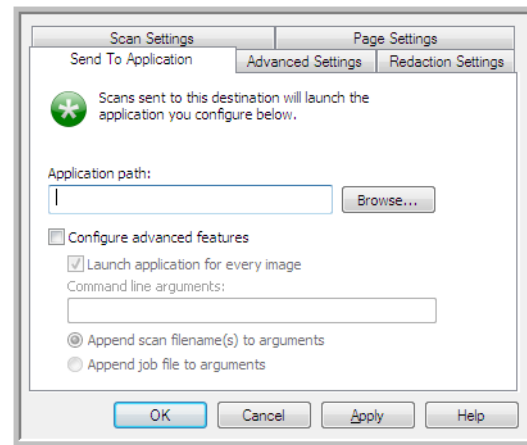 Scan Settings
Page Settings
Send To Application
Advanced Settings
Redaction Settings
Scans sent to this destination will launch the
application you configure below.
Application path:
Browse...
Configure advanced features
Launch application for every image
Command line arguments:
Append scan filename(s) to arguments
Append job file to arguments
OK
Cancel
Apply
Help